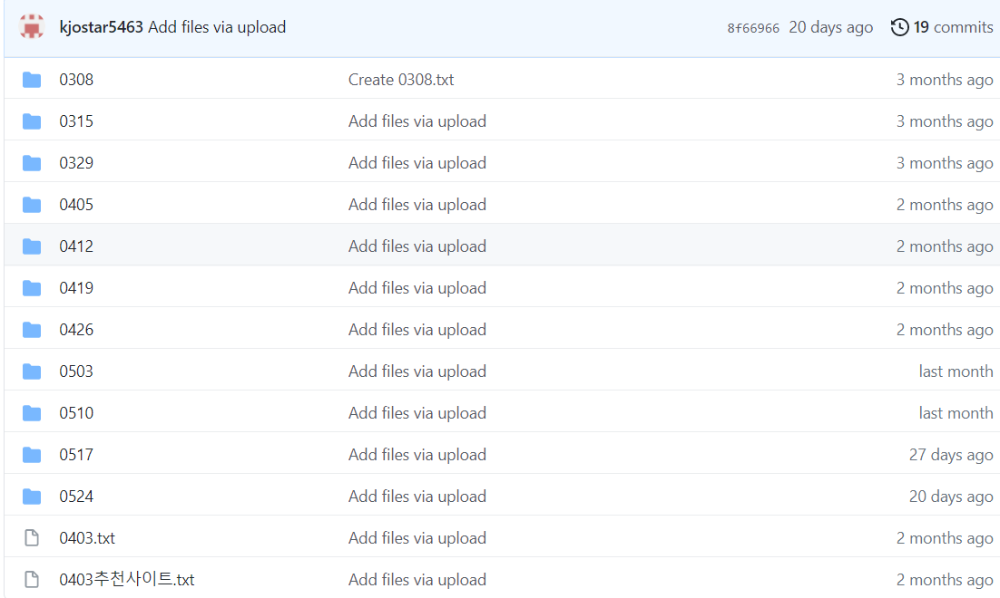 kjostar5463 Add files via upload 8f66966 20 days ago 19 commits
0308 Create 0308.txt 3 months ago
0315 Add files via upload 3 months ago
0329 Add files via upload 3 months ago
0405 Add files via upload 2 months ago
0412 Add files via upload 2 months ago
0419 Add files via upload 2 months ago
0426 Add files via upload 2 months ago
0503 Add files via upload last month
0510 Add files via upload last month
0517 Add files via upload 27 days ago
0524 Add files via upload 20 days ago
0403.txt Add files via upload 2 months ago
0403추천사이트.txt Add files via upload 2 months ago